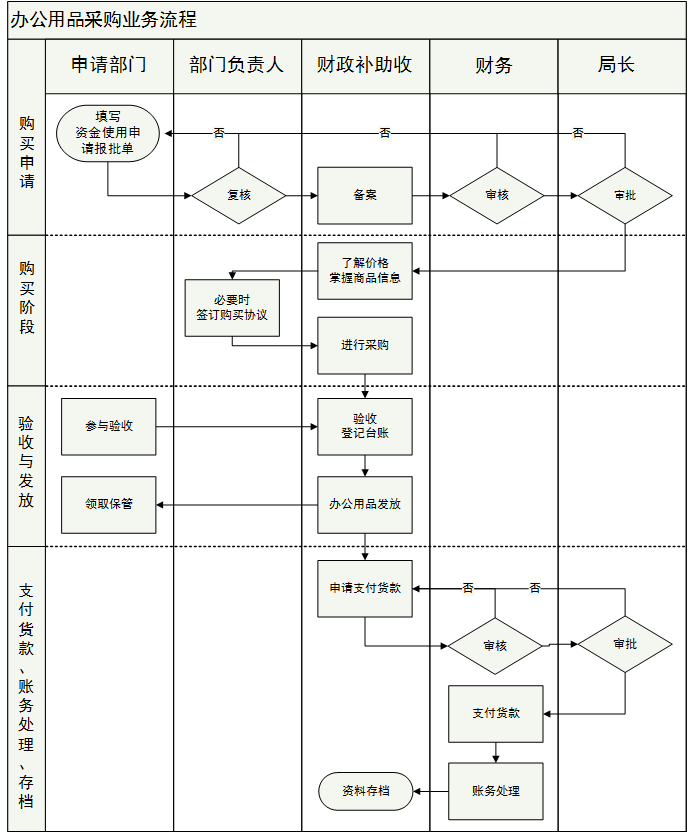 办公用品采购业务流程
申请部门
部门负责人
财政补助收
财务
局长
购买申请
填写
资金使用申
请报批单
否
否
否
复核
备案
审核
审批
购买阶段
了解价格
掌握商品信息
必要时
签订购买协议
进行采购
验收与发放
参与验收
验收
登记台账
领取保管
办公用品发放
支付货款、账务处理、存档
申请支付货款
否
否
审核
审批
支付货款
资料存档
账务处理